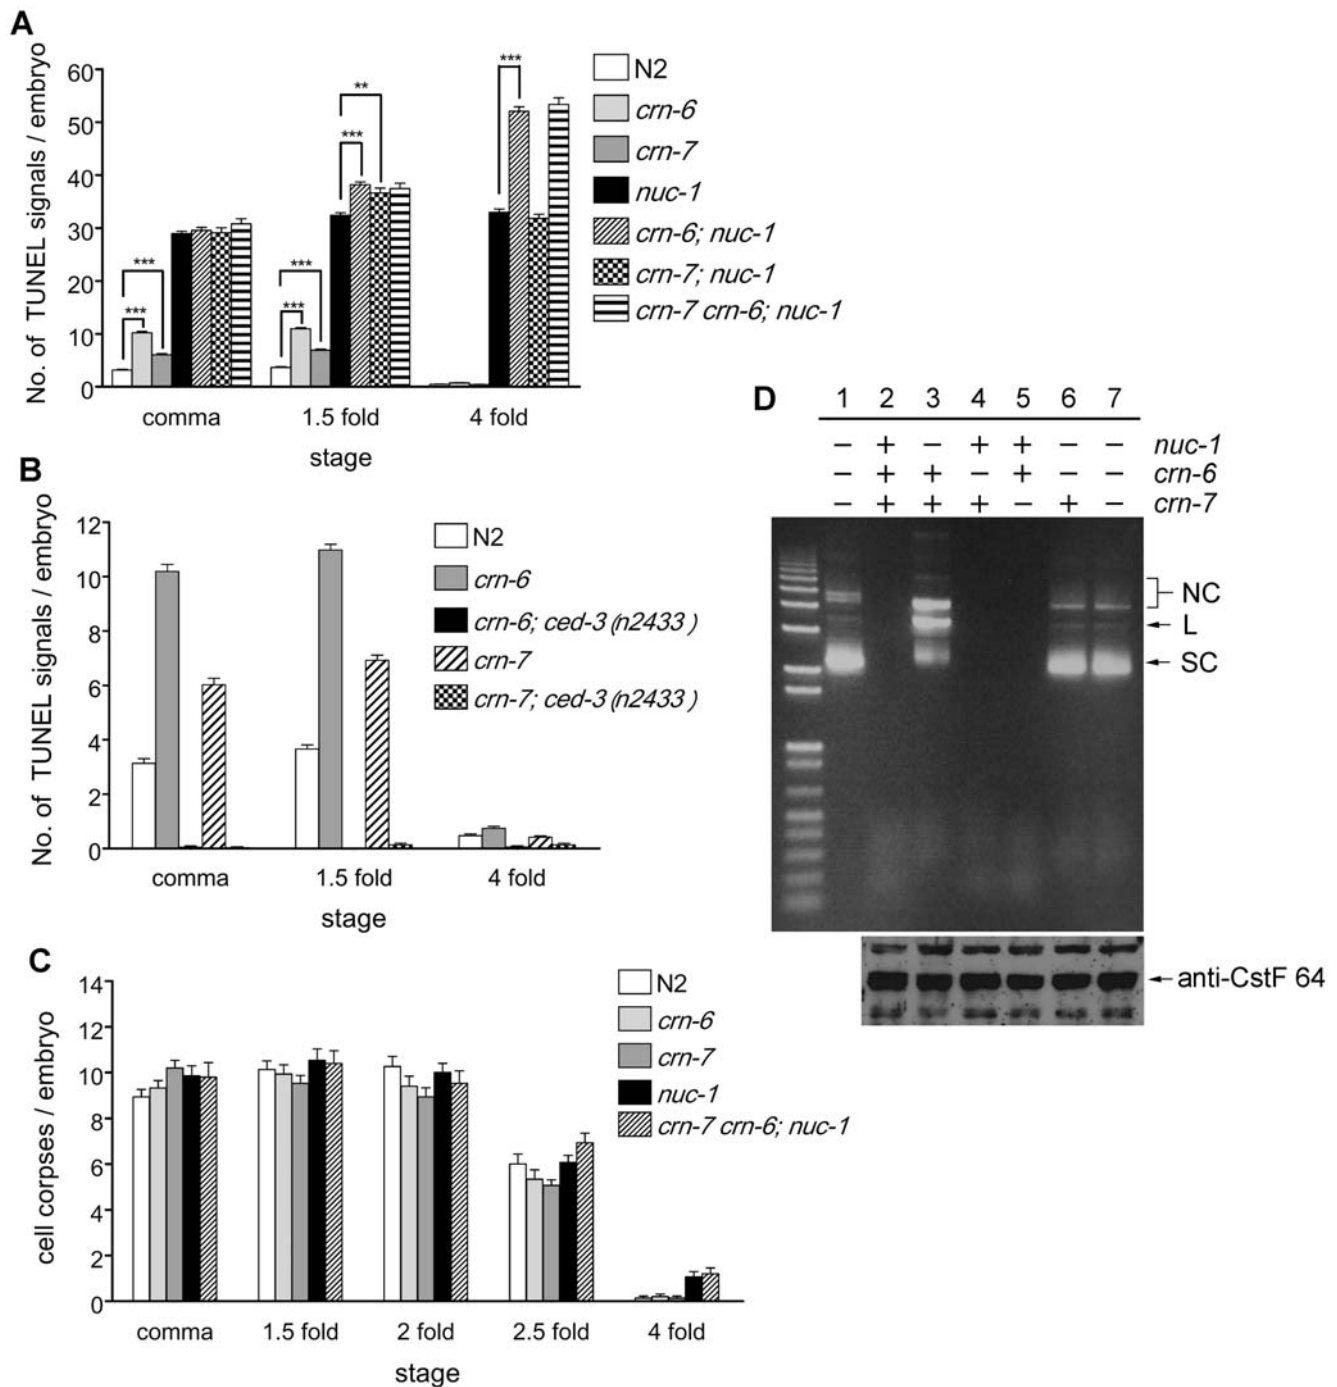 A
No. of TUNEL signals / embryo
60
50
40
30
20
10
0
***
***
***
***
***
**
***
comma
1.5 fold
4 fold
stage
N2
crn-6
crn-7
nuc-1
crn-6; nuc-1
crn-7; nuc-1
crn-7 crn-6; nuc-1
B
No. of TUNEL signals / embryo
12
10
8
6
4
2
0
comma
1.5 fold
4 fold
stage
N2
crn-6
crn-6; ced-3 (n2433)
crn-7
crn-7; ced-3 (n2433)
C
cell corpses / embryo
14
12
10
8
6
4
2
0
comma
1.5 fold
2 fold
2.5 fold
4 fold
stage
N2
crn-6
crn-7
nuc-1
crn-7 crn-6; nuc-1
D
1 2 3 4 5 6 7
− + − + + − − nuc-1
− + + − + − − crn-6
− + + + − + − crn-7
NC
L
SC
anti-CstF 64